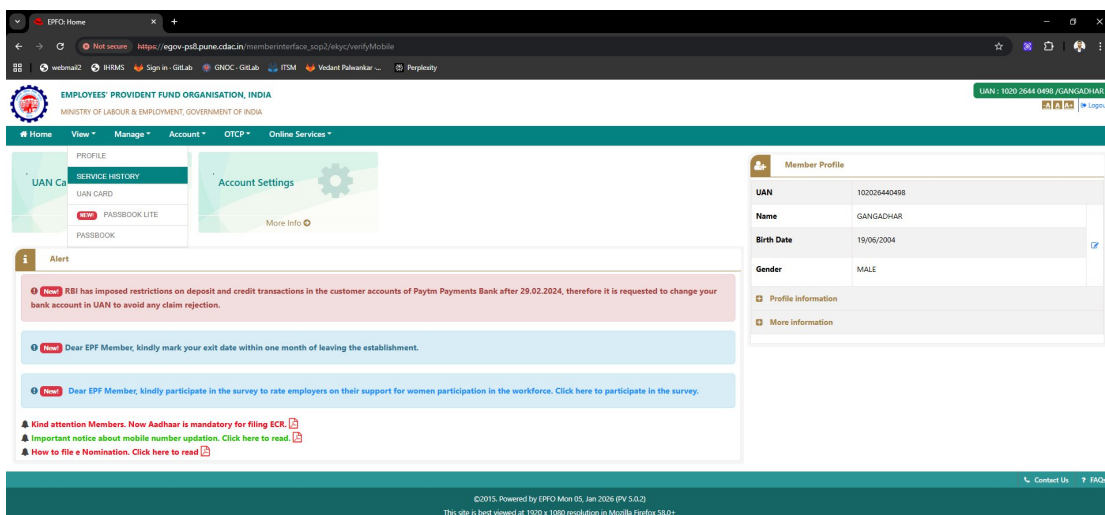 EPFO: Home
Not secure https://egov-ps8.pune.cdac.in/memberinterface_sop2/ekyc/verifyMobile
webmail2 IHRMS Sign in · GitLab GNOC · GitLab ITSM Vedant Palwankar -... Perplexity
EMPLOYEES' PROVIDENT FUND ORGANISATION, INDIA
MINISTRY OF LABOUR & EMPLOYMENT, GOVERNMENT OF INDIA
UAN : 1020 2644 0498 /GANGADHAR
-A A A+ Logou
Home View Manage Account OTCP Online Services
PROFILE
SERVICE HISTORY
UAN CARD
NEW! PASSBOOK LITE
PASSBOOK
UAN Ca
Account Settings
More Info
Member Profile
UAN 102026440498
Name GANGADHAR
Birth Date 19/06/2004
Gender MALE
Profile information
More information
Alert
New! RBI has imposed restrictions on deposit and credit transactions in the customer accounts of Paytm Payments Bank after 29.02.2024, therefore it is requested to change your
bank account in UAN to avoid any claim rejection.
New! Dear EPF Member, kindly mark your exit date within one month of leaving the establishment.
New! Dear EPF Member, kindly participate in the survey to rate employers on their support for women participation in the workforce. Click here to participate in the survey.
Kind attention Members. Now Aadhaar is mandatory for filing ECR.
Important notice about mobile number updation. Click here to read.
How to file e Nomination. Click here to read
Contact Us ? FAQs
©2015. Powered by EPFO Mon 05, Jan 2026 (PV 5.0.2)
This site is best viewed at 1920 x 1080 resolution in Mozilla Firefox 58.0+